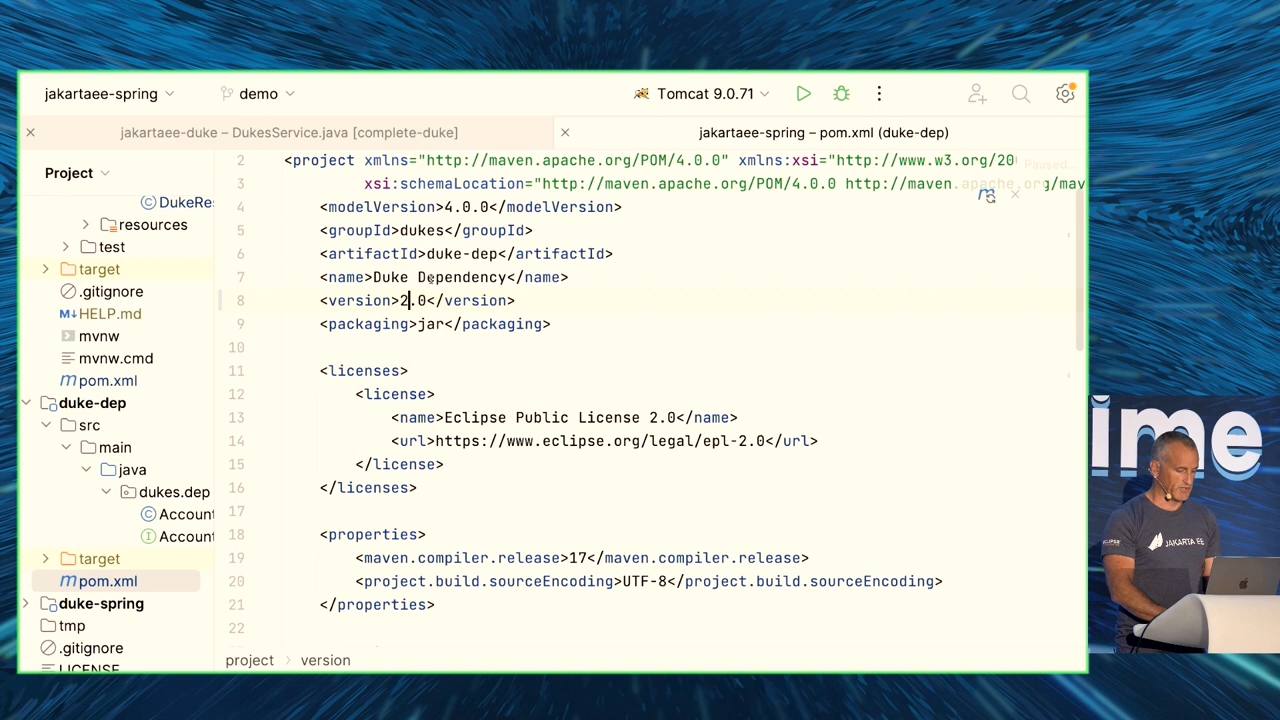 jakartaee-spring
demo
Tomcat 9.0.71
jakartaee-duke – DukesService.java [complete-duke]
jakartaee-spring – pom.xml (duke-dep)
Project
DukeRes
resources
test
target
.gitignore
HELP.md
mvnw
mvnw.cmd
pom.xml
duke-dep
src
main
java
dukes.dep
Account
Account
target
pom.xml
duke-spring
tmp
.gitignore
LICENSE
2 <project xmlns="http://maven.apache.org/POM/4.0.0" xmlns:xsi="http://www.w3.org/20
Paused...
3 xsi:schemaLocation="http://maven.apache.org/POM/4.0.0 http://maven.apache.org/mav
4 <modelVersion>4.0.0</modelVersion>
5 <groupId>dukes</groupId>
6 <artifactId>duke-dep</artifactId>
7 <name>Duke Dependency</name>
8 <version>2.0</version>
9 <packaging>jar</packaging>
10
11 <licenses>
12 <license>
13 <name>Eclipse Public License 2.0</name>
14 <url>https://www.eclipse.org/legal/epl-2.0</url>
15 </license>
16 </licenses>
17
18 <properties>
19 <maven.compiler.release>17</maven.compiler.release>
20 <project.build.sourceEncoding>UTF-8</project.build.sourceEncoding>
21 </properties>
22
project > version
ime
JAKARTA EE